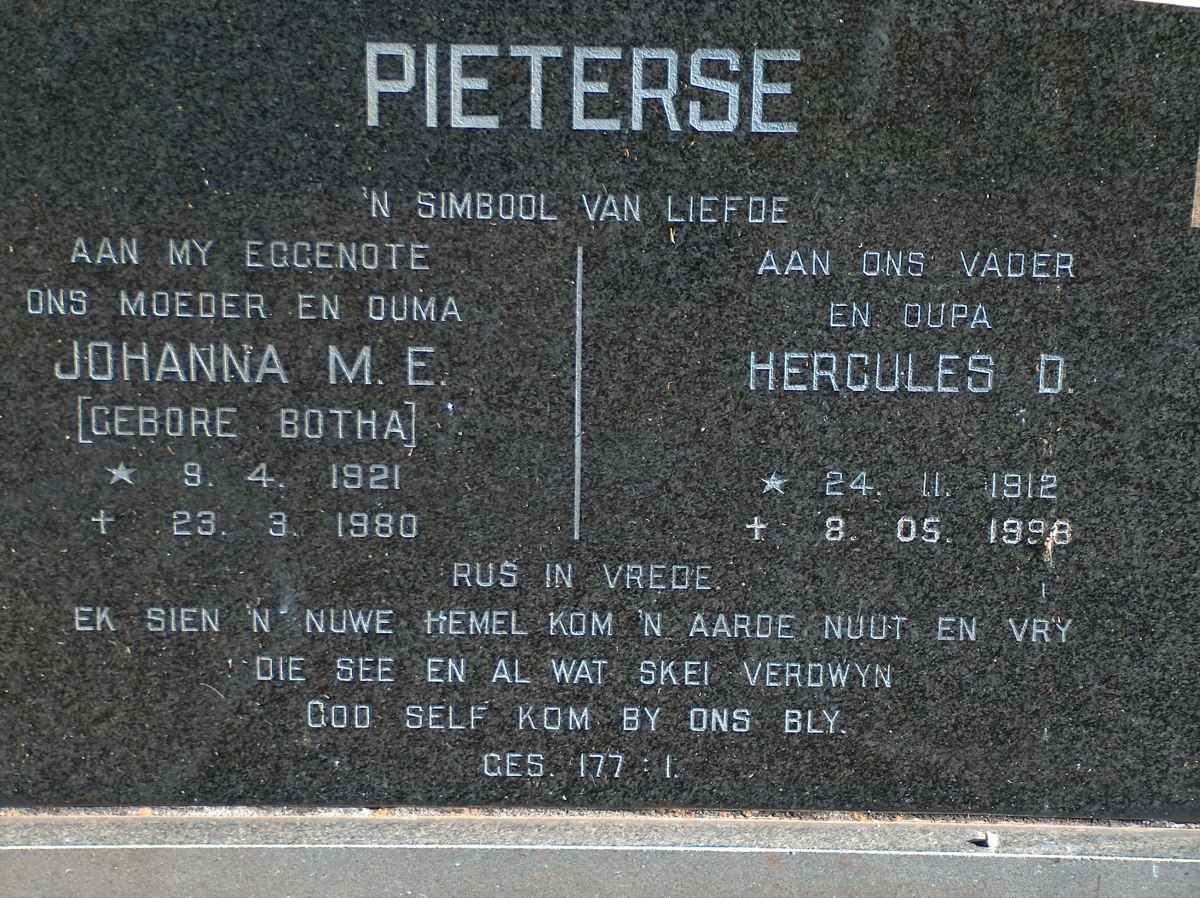 PIETERSE
'N SIMBOOL VAN LIEFDE
AAN MY EGGENOTE
ONS MOEDER EN OUMA
JOHANNA M. E.
[GEBORE BOTHA]
★ 9. 4. 1921
† 23. 3. 1980
AAN ONS VADER
EN OUPA
HERCULES D.
★ 24. 11. 1912
† 8. 05. 1998
RUS IN VREDE.
EK SIEN 'N NUWE HEMEL KOM 'N AARDE NUUT EN VRY
DIE SEE EN AL WAT SKEI VERDWYN
GOD SELF KOM BY ONS BLY.
GES. 177 : 1.